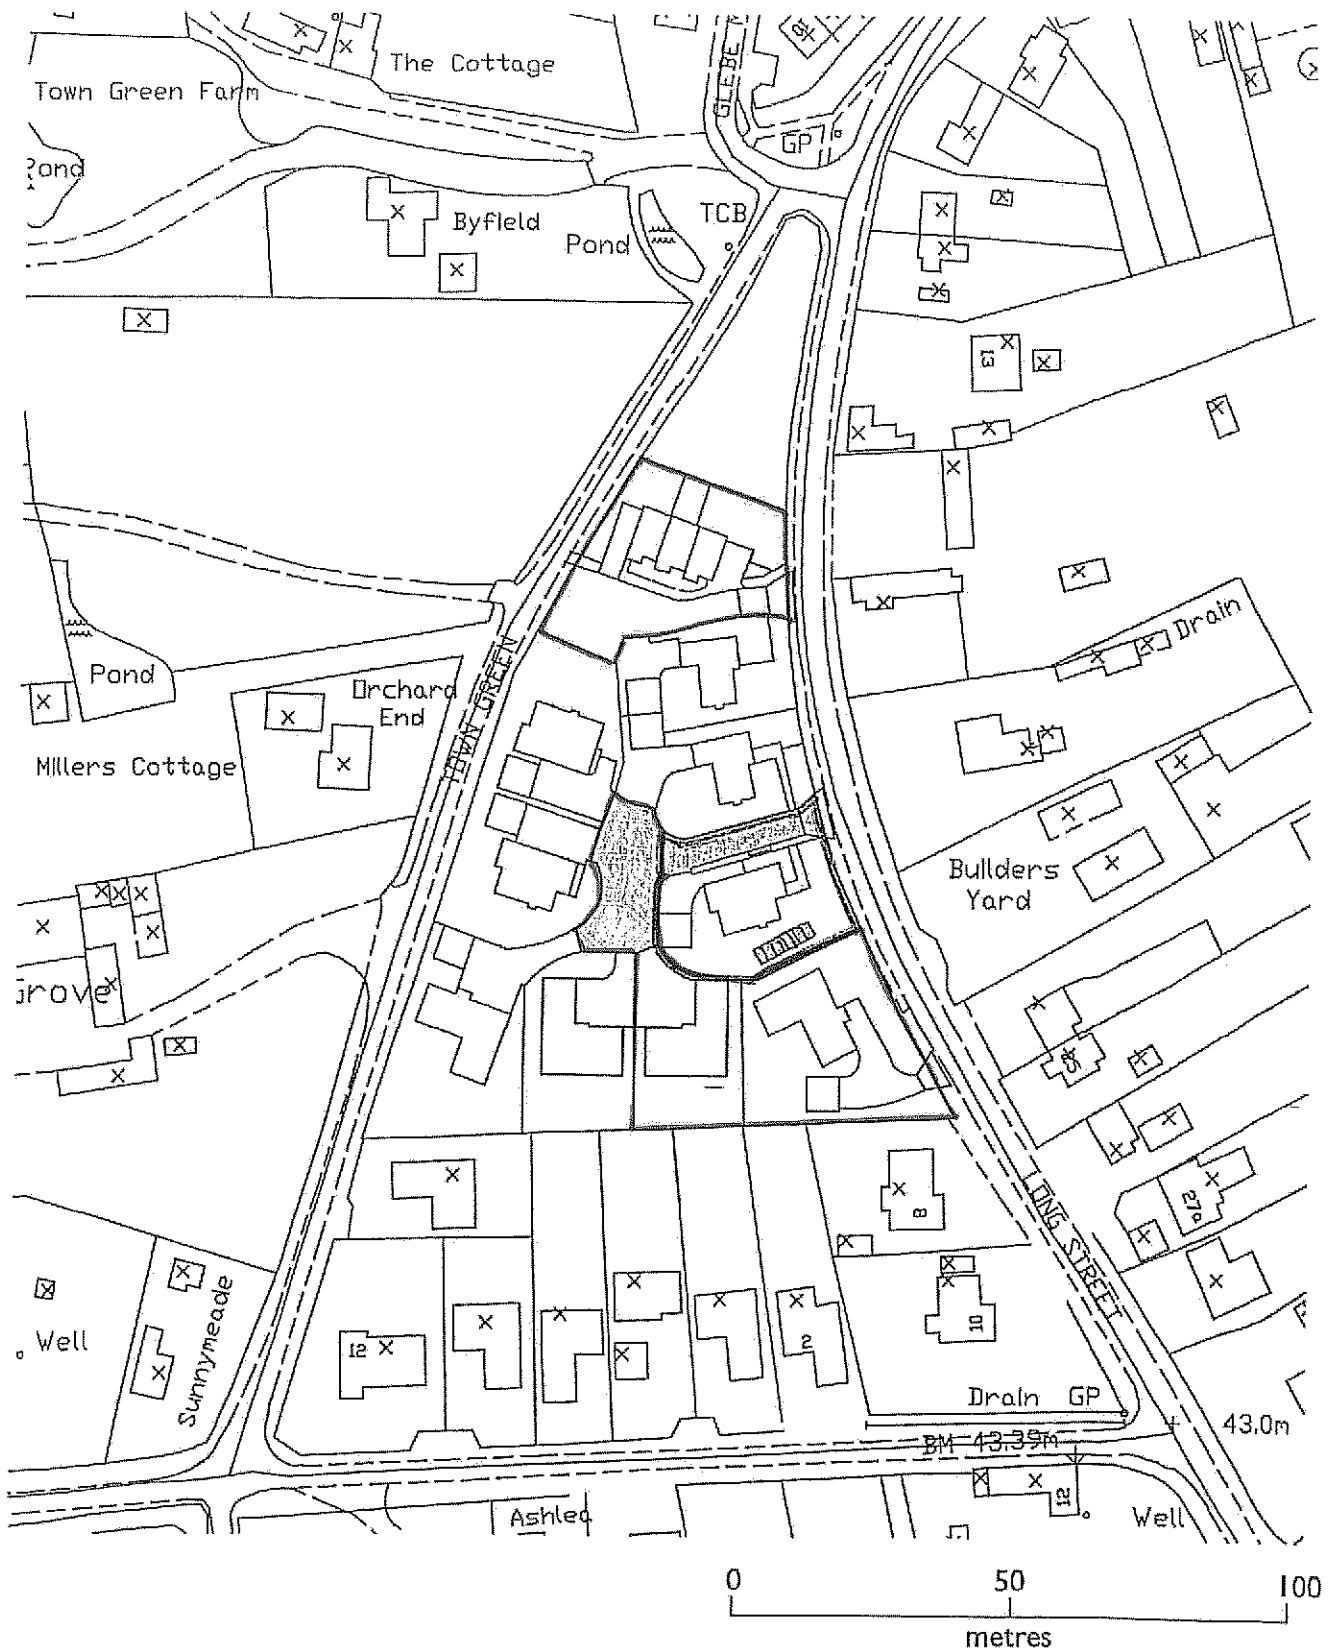 The Cottage
Town Green Farm
GLEBE
GP
Pond
Byfield
TCB
Pond
13
Drain
TOWN GREEN
Pond
Orchard
End
Millers Cottage
Builders
Yard
Grove
8
27a
LONG STREET
Sunnymeade
Well
12
2
10
Drain GP
BM 43.39m
43.0m
Ashlea
12
Well
0 50 100
metres